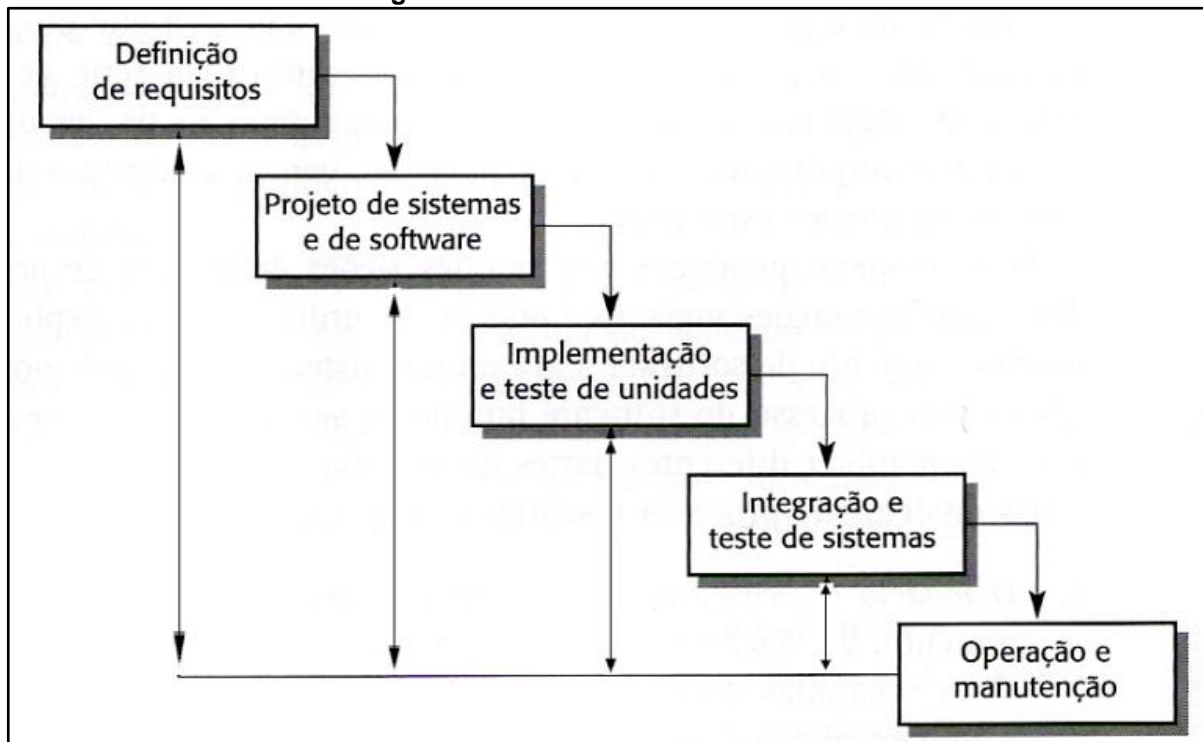 Definição
de requisitos
Projeto de sistemas
e de software
Implementação
e teste de unidades
Integração e
teste de sistemas
Operação e
manutenção